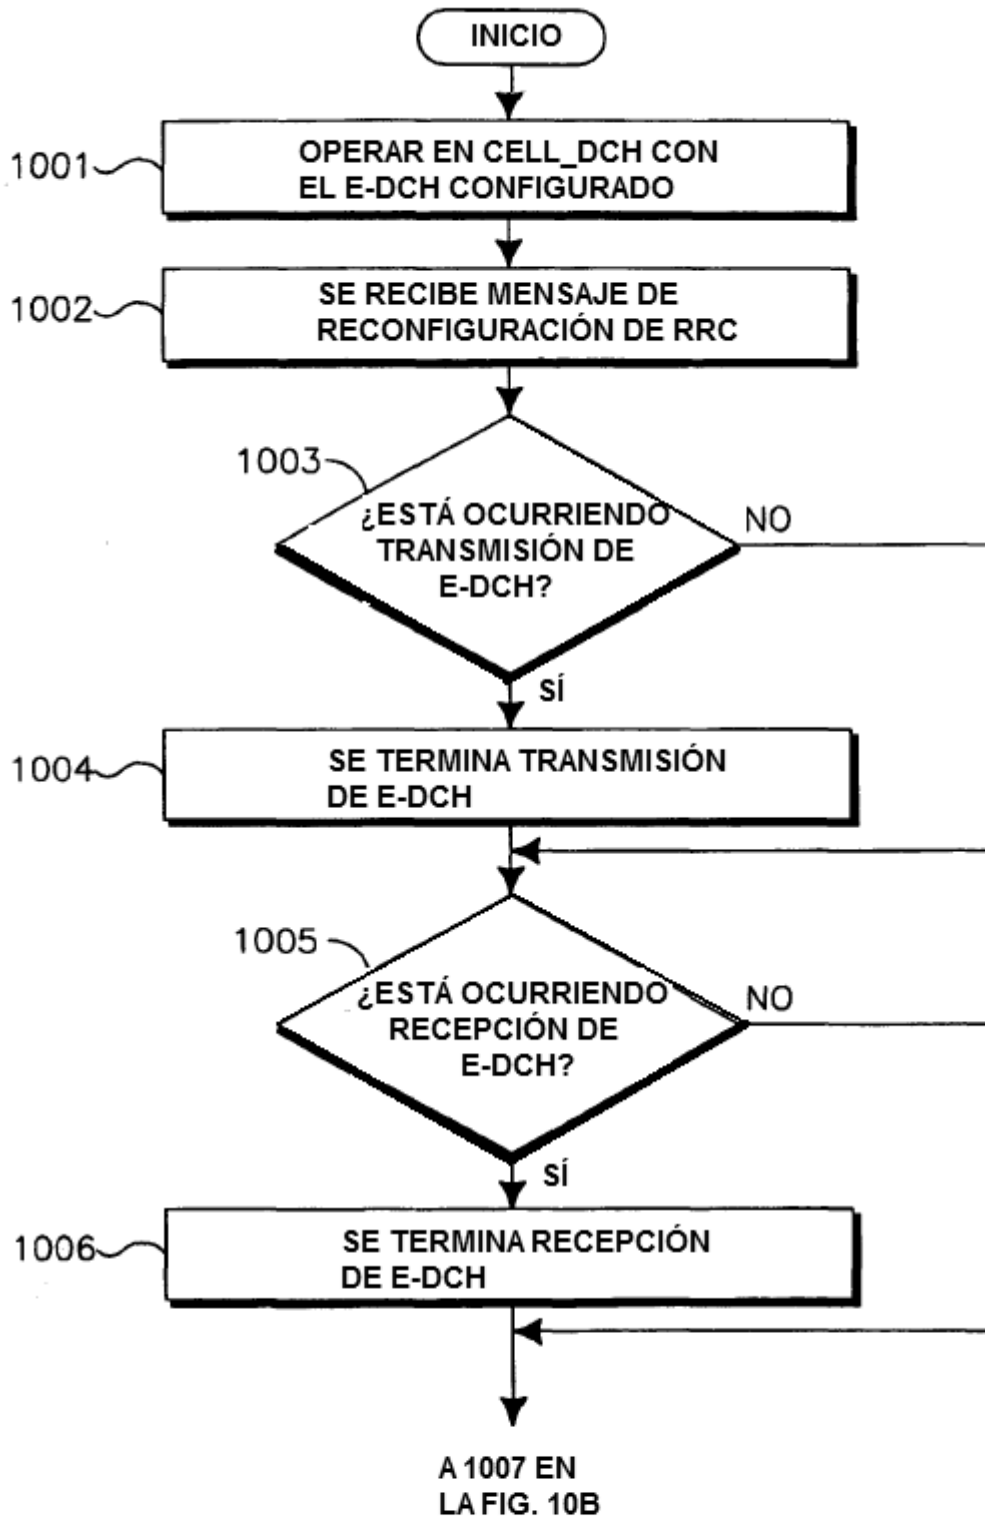 INICIO
1001
OPERAR EN CELL_DCH CON
EL E-DCH CONFIGURADO
1002
SE RECIBE MENSAJE DE
RECONFIGURACIÓN DE RRC
1003
¿ESTÁ OCURRIENDO
TRANSMISIÓN DE
E-DCH?
NO
SÍ
1004
SE TERMINA TRANSMISIÓN
DE E-DCH
1005
¿ESTÁ OCURRIENDO
RECEPCIÓN DE
E-DCH?
NO
SÍ
1006
SE TERMINA RECEPCIÓN
DE E-DCH
A 1007 EN
LA FIG. 10B